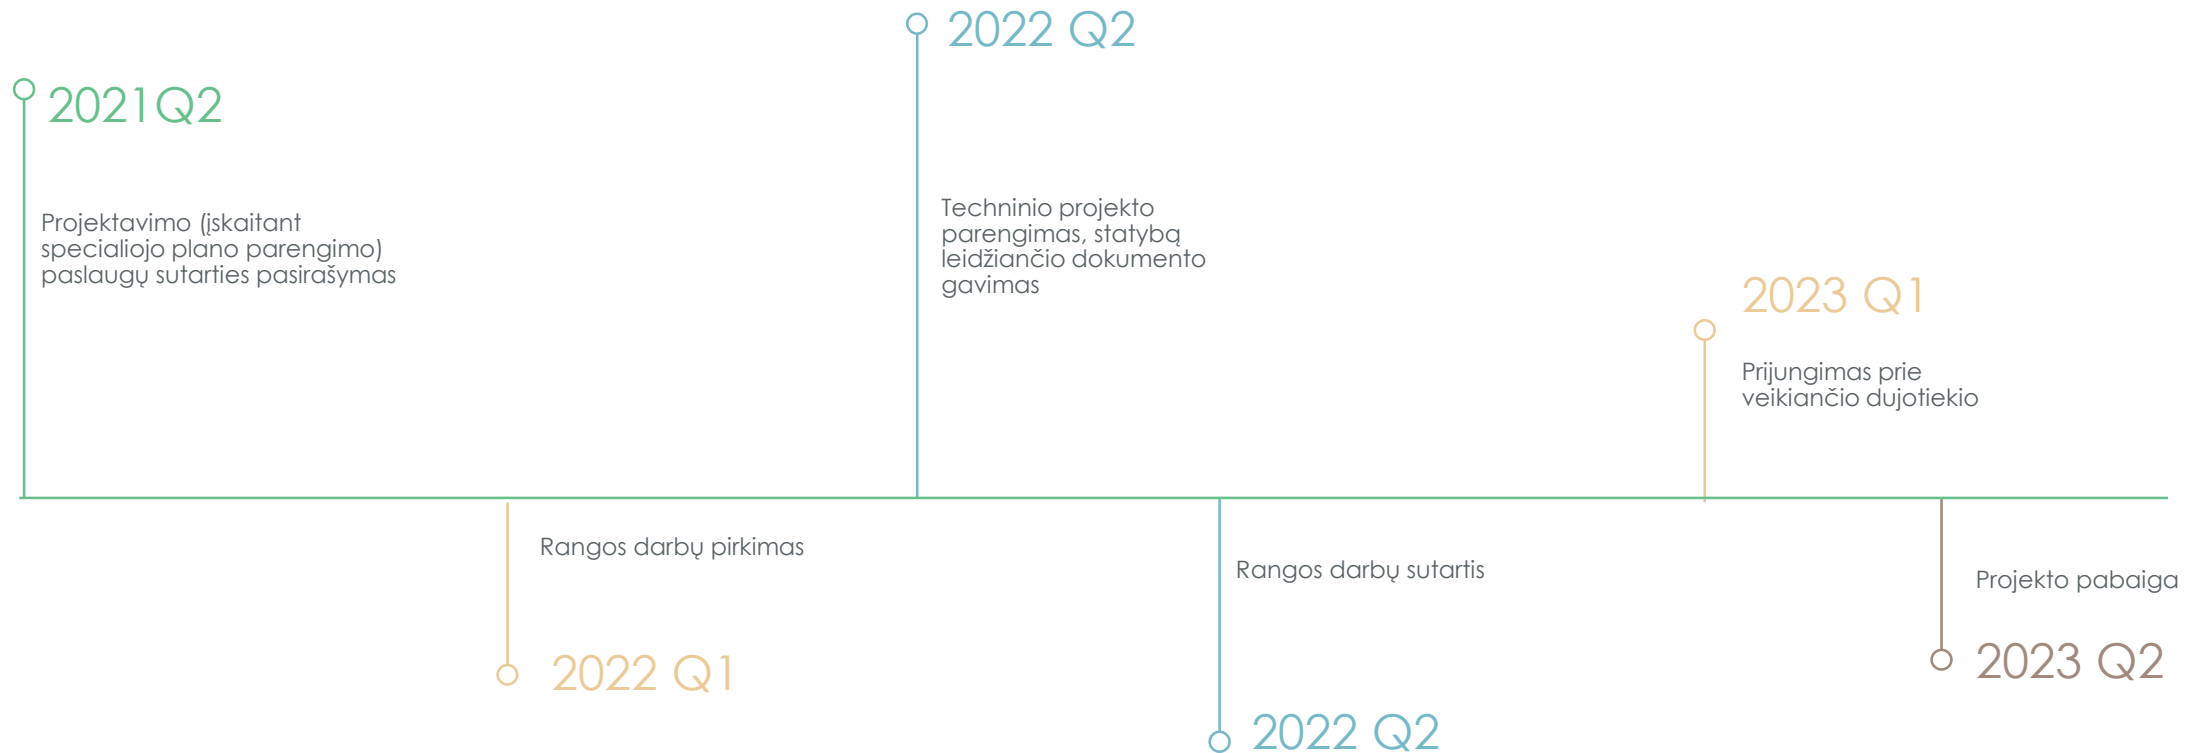 2021Q2
Projektavimo (įskaitant
specialiojo plano parengimo)
paslaugų sutarties pasirašymas
Rangos darbų pirkimas
2022 Q1
2022 Q2
Techninio projekto
parengimas, statybą
leidžiančio dokumento
gavimas
Rangos darbų sutartis
2022 Q2
2023 Q1
Prijungimas prie
veikiančio dujotiekio
Projekto pabaiga
2023 Q2